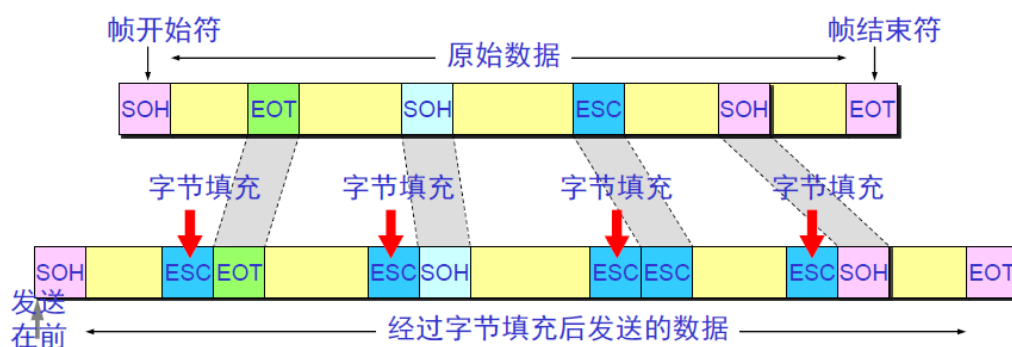 帧开始符 帧结束符
原始数据
SOH EOT SOH ESC SOH EOT
字节填充 字节填充 字节填充 字节填充
SOH ESC EOT ESC SOH ESC ESC ESC SOH EOT
发送
在前
经过字节填充后发送的数据